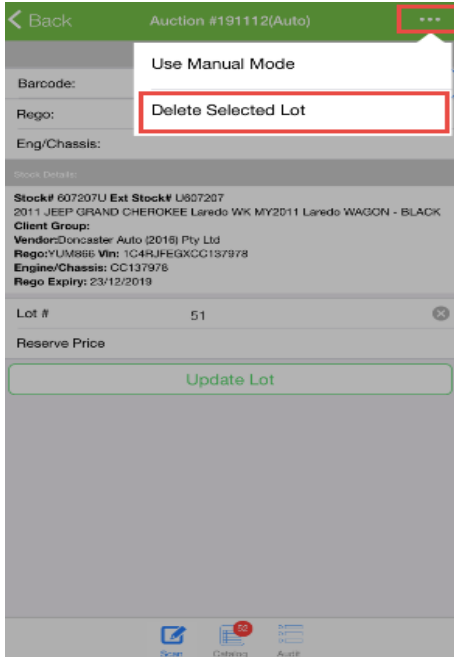 Back Auction #191112(Auto) ...
Use Manual Mode
Barcode:
Delete Selected Lot
Rego:
Eng/Chassis:
Stock Details:
Stock# 607207U Ext Stock# U607207
2011 JEEP GRAND CHEROKEE Laredo WK MY2011 Laredo WAGON - BLACK
Client Group:
Vendor:Doncaster Auto (2016) Pty Ltd
Rego:YUM866 Vin: 1C4RJFEGXCC137978
Engine/Chassis: CC137978
Rego Expiry: 23/12/2019
Lot # 51
Reserve Price
Update Lot
Scan Catalog Audit